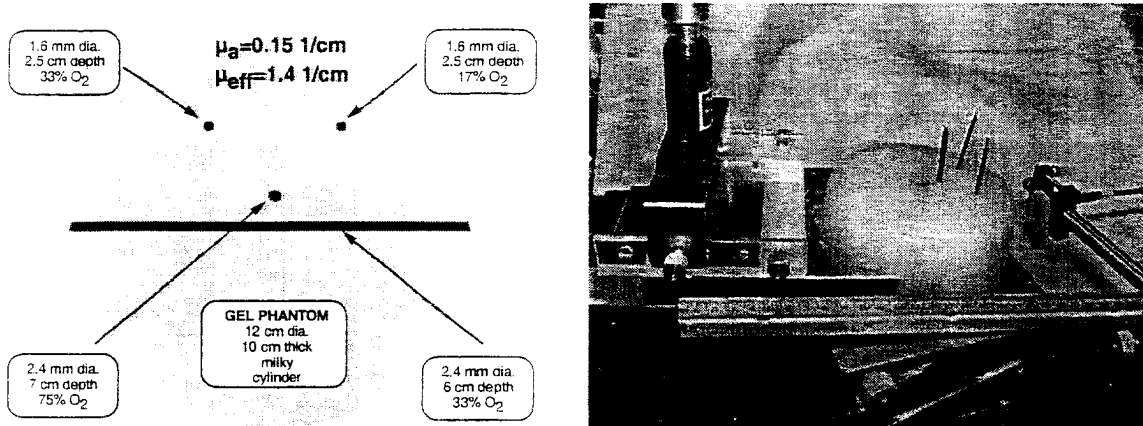 1.6 mm dia.
2.5 cm depth
33% O2
μa=0.15 1/cm
μeff=1.4 1/cm
1.6 mm dia.
2.5 cm depth
17% O2
2.4 mm dia.
7 cm depth
75% O2
GEL PHANTOM
12 cm dia.
10 cm thick
milky
cylinder
2.4 mm dia.
6 cm depth
33% O2